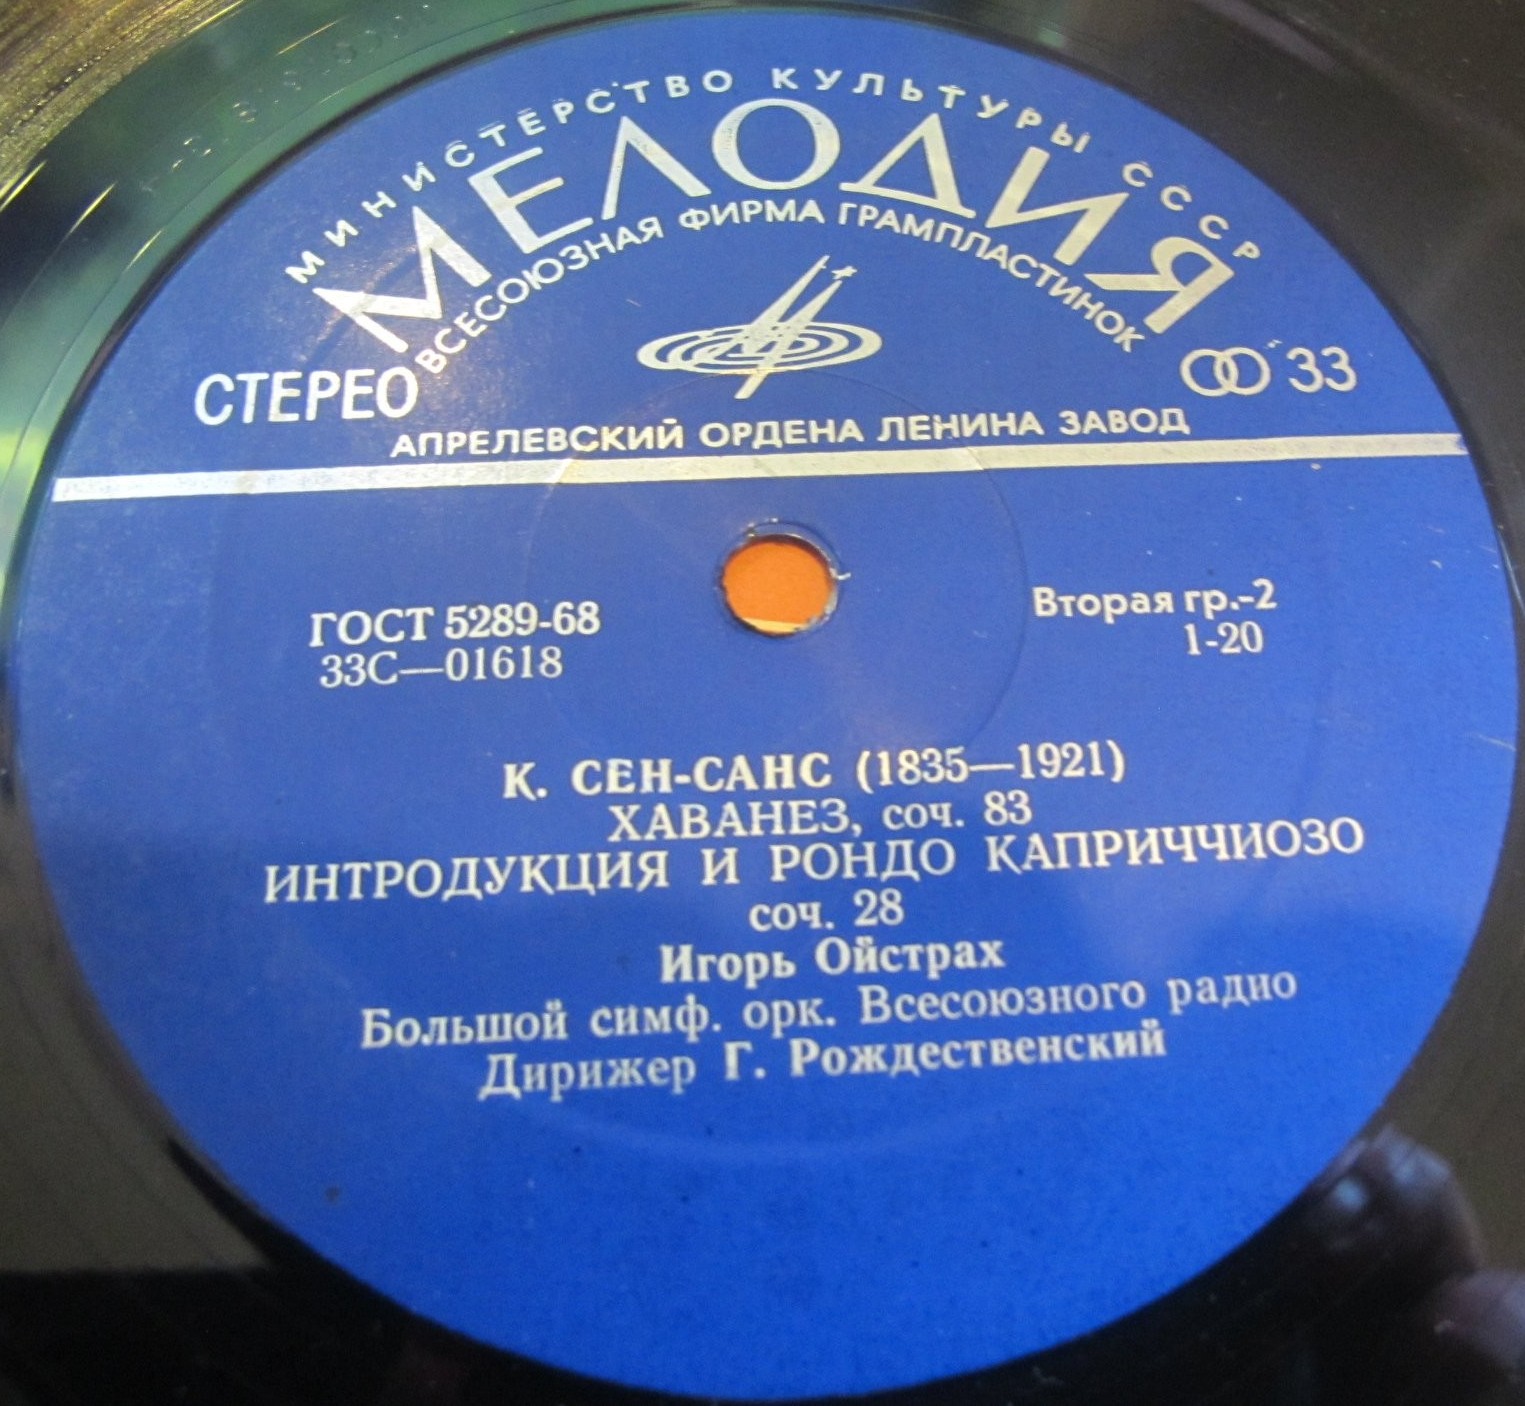 МИНИСТЕРСТВО КУЛЬТУРЫ СССР
МЕЛОДИЯ
ВСЕСОЮЗНАЯ ФИРМА ГРАМПЛАСТИНОК
СТЕРЕО
33
АПРЕЛЕВСКИЙ ОРДЕНА ЛЕНИНА ЗАВОД
ГОСТ 5289-68
33С—01618
Вторая гр.-2
1-20
К. СЕН-САНС (1835—1921)
ХАВАНЕЗ, соч. 83
ИНТРОДУКЦИЯ И РОНДО КАПРИЧЧИОЗО
соч. 28
Игорь Ойстрах
Большой симф. орк. Всесоюзного радио
Дирижер Г. Рождественский